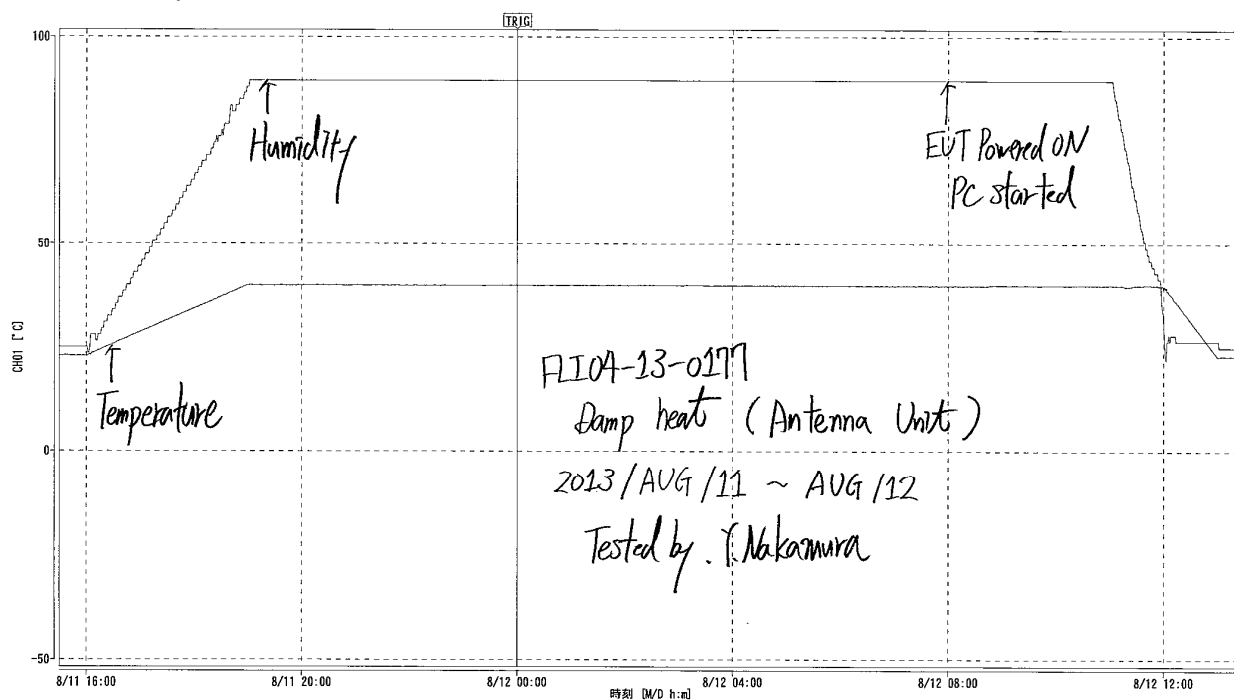 TRIG
100
Humidity
EUT Powered ON
PC started
50
CH01 [°C]
Temperature
FLI04-13-0177
Damp heat (Antenna Unit)
0
2013/AUG/11 ~ AUG/12
Tested by. Y.Nakamura
-50
8/11 16:00 8/11 20:00 8/12 00:00 8/12 04:00 8/12 08:00 8/12 12:00
時刻 [M/D h:m]